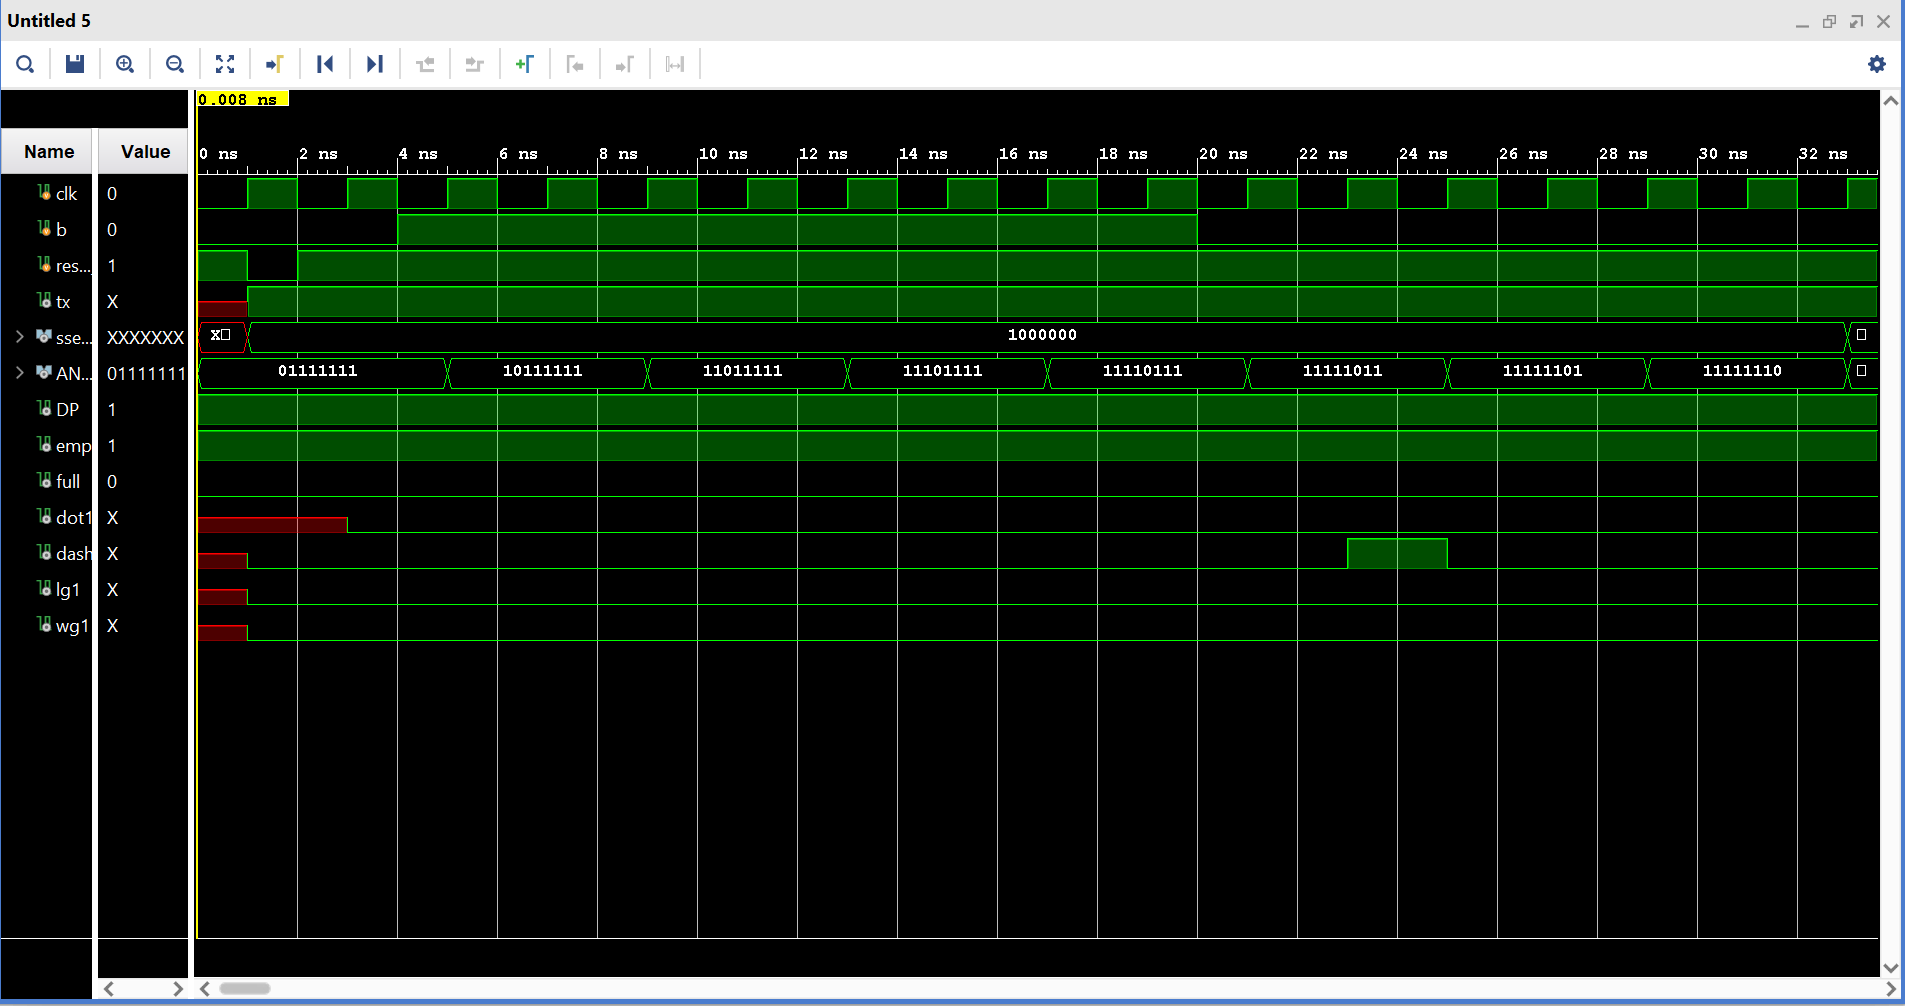 Untitled 5
0.008 ns
Name Value 0 ns 2 ns 4 ns 6 ns 8 ns 10 ns 12 ns 14 ns 16 ns 18 ns 20 ns 22 ns 24 ns 26 ns 28 ns 30 ns 32 ns
clk 0
b 0
res... 1
tx X
sse... XXXXXXX X 1000000
AN... 01111111 01111111 10111111 11011111 11101111 11110111 11111011 11111101 11111110
DP 1
emp 1
full 0
dot1 X
dash X
lg1 X
wg1 X